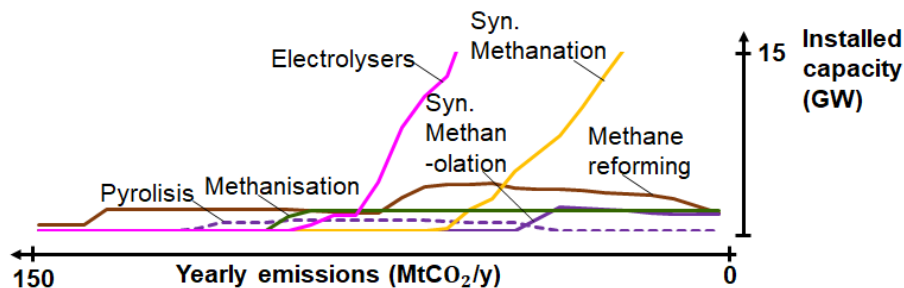 Syn.
Methanation
Electrolysers
15
Installed
capacity
(GW)
Syn.
Methan
-olation
Methane
reforming
Pyrolisis
Methanisation
150
Yearly emissions (MtCO₂/y)
0